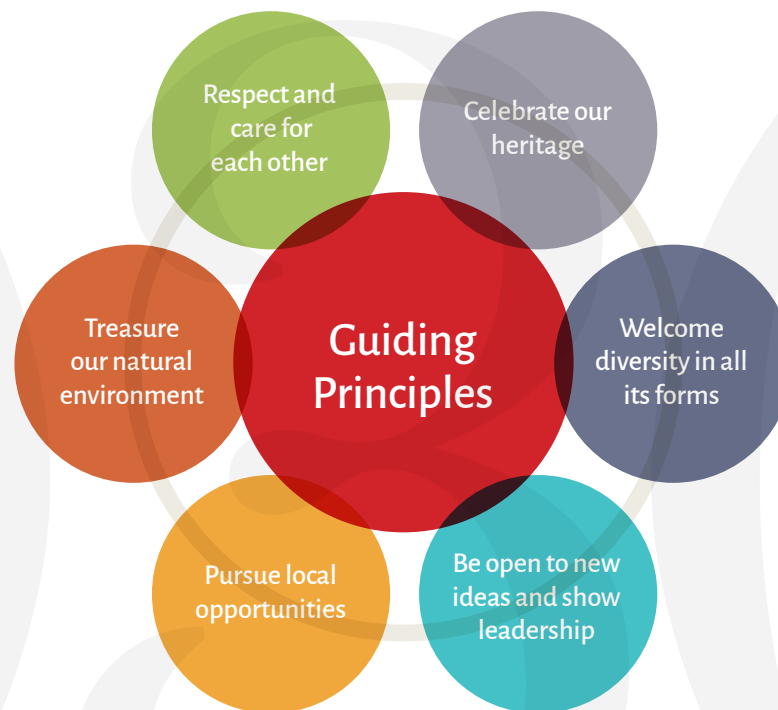 Respect and
care for
each other
Celebrate our
heritage
Treasure
our natural
environment
Guiding
Principles
Welcome
diversity in all
its forms
Pursue local
opportunities
Be open to new
ideas and show
leadership